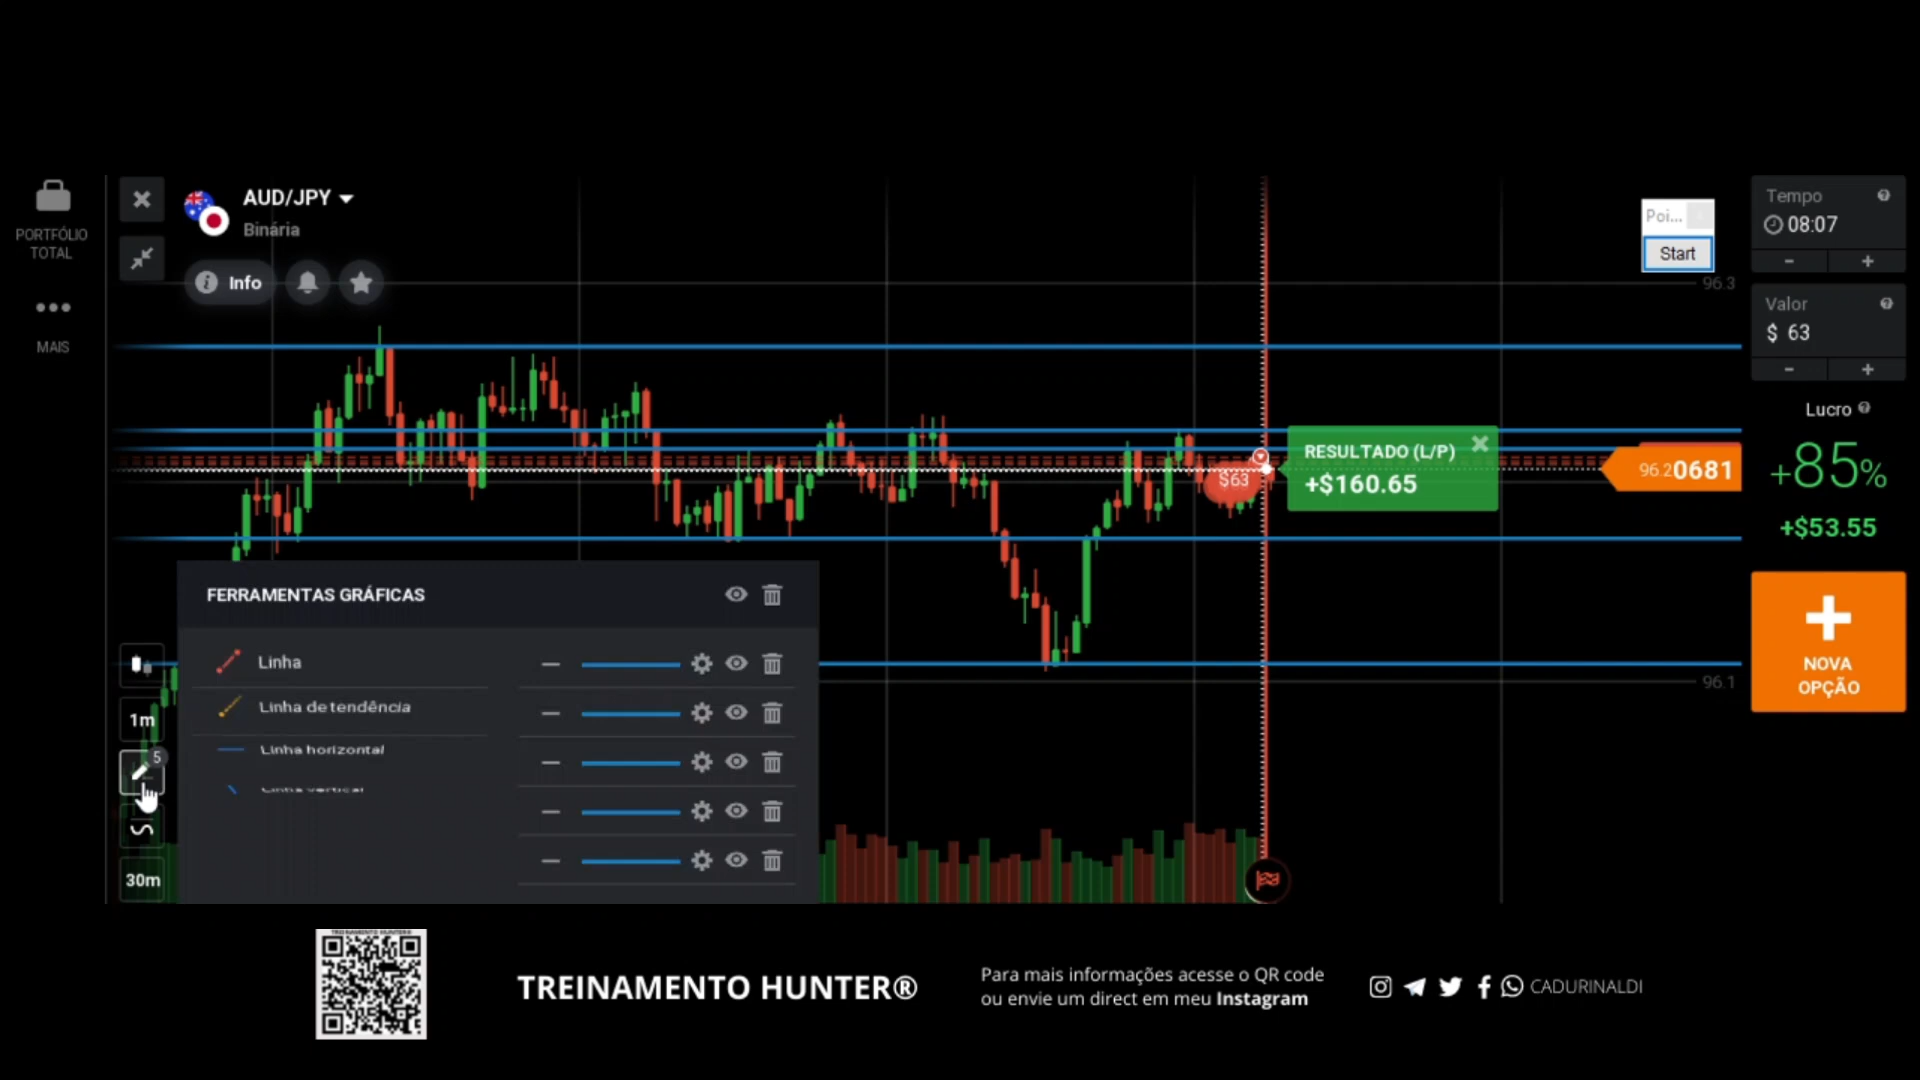 PORTFÓLIO
TOTAL
MAIS
AUD/JPY
Binária
Info
Poi...
Start
96.3
Tempo
08:07
-
+
Valor
$ 63
-
+
Lucro
+85%
+$53.55
NOVA
OPÇÃO
$63
RESULTADO (L/P)
+$160.65
96.20681
96.1
FERRAMENTAS GRÁFICAS
Linha
Linha de tendência
Linha horizontal
Linha vertical
1m
5
30m
TREINAMENTO HUNTER®
Para mais informações acesse o QR code
ou envie um direct em meu Instagram
CADURINALDI